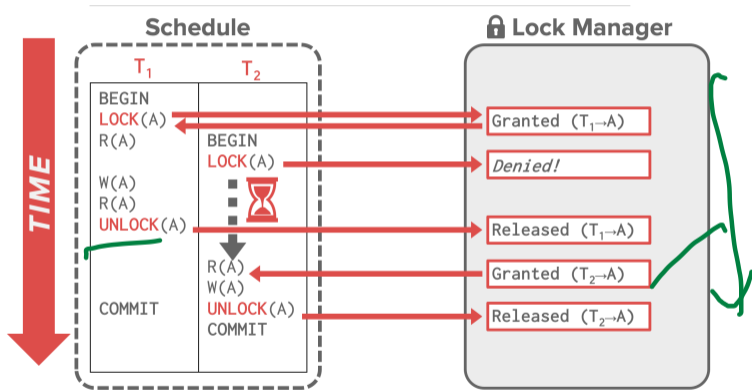 Schedule
Lock Manager
TIME
T₁
T₂
BEGIN
LOCK(A)
R(A)
W(A)
R(A)
UNLOCK(A)
COMMIT
BEGIN
LOCK(A)
R(A)
W(A)
UNLOCK(A)
COMMIT
Granted (T₁→A)
Denied!
Released (T₁→A)
Granted (T₂→A)
Released (T₂→A)